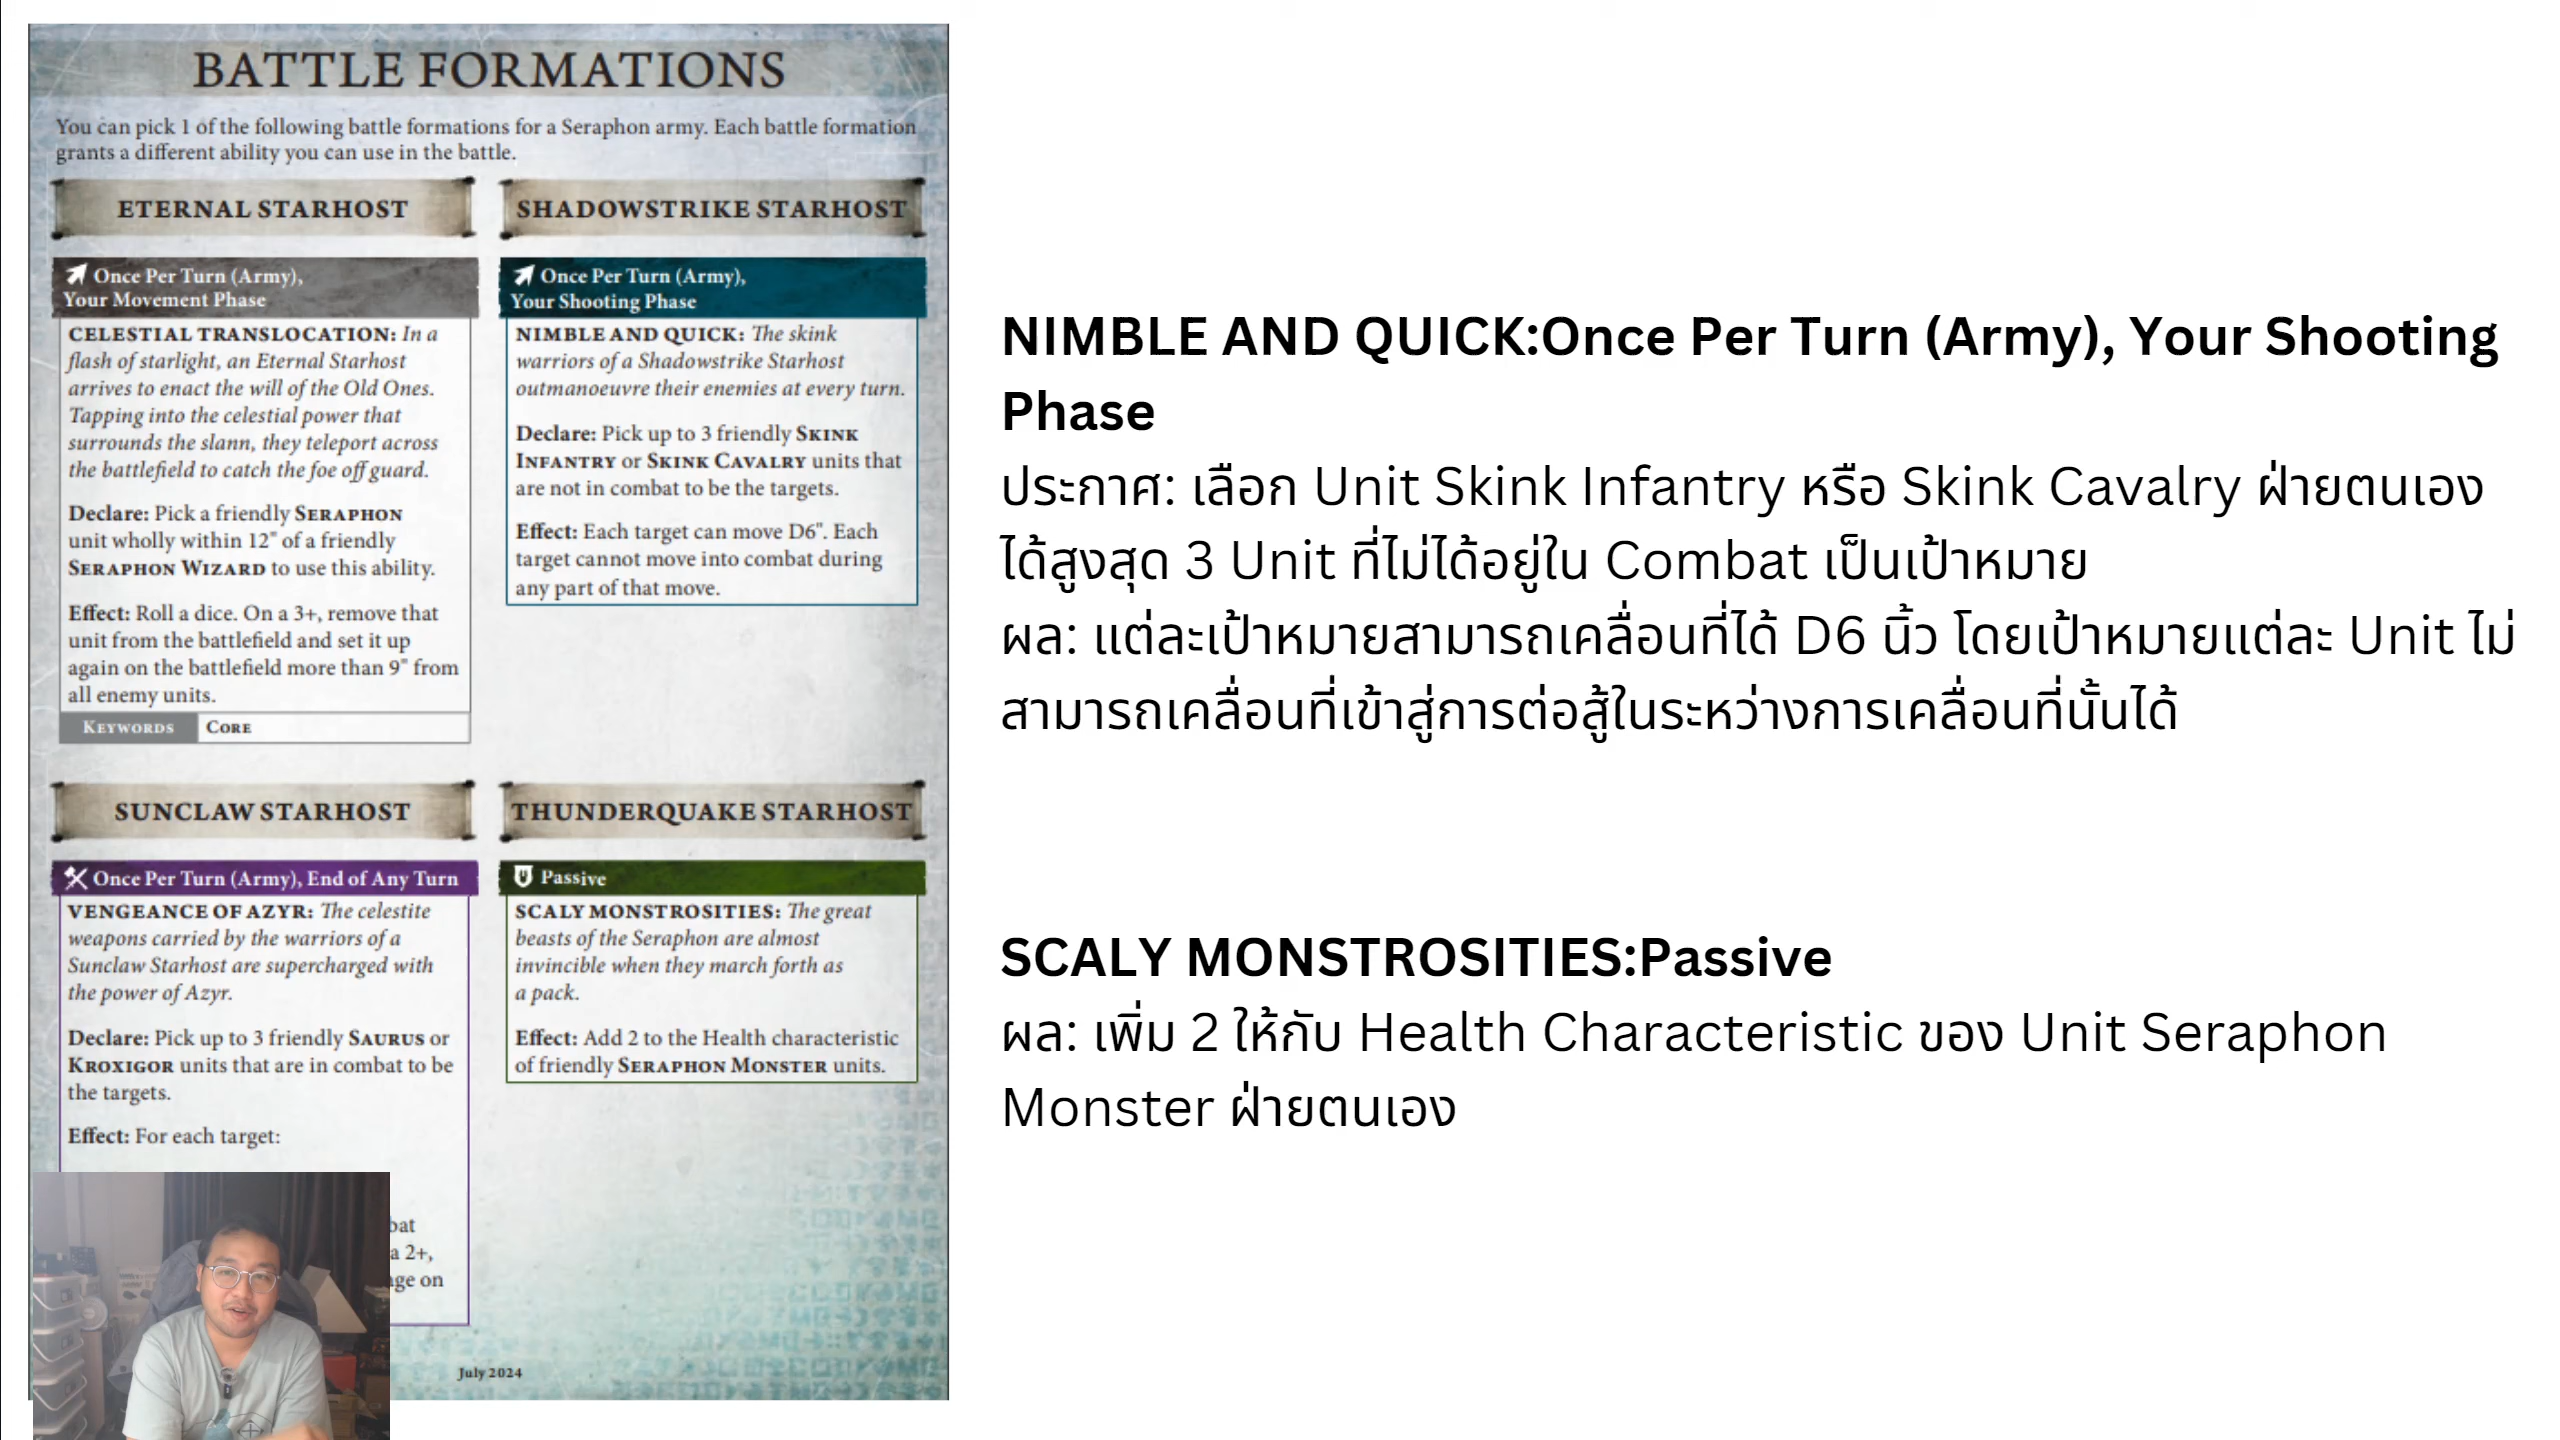 BATTLE FORMATIONS
You can pick 1 of the following battle formations for a Seraphon army. Each battle formation
grants a different ability you can use in the battle.
ETERNAL STARHOST
Once Per Turn (Army),
Your Movement Phase
CELESTIAL TRANSLOCATION: In a
flash of starlight, an Eternal Starhost
arrives to enact the will of the Old Ones.
Tapping into the celestial power that
surrounds the slann, they teleport across
the battlefield to catch the foe off guard.
Declare: Pick a friendly SERAPHON
unit wholly within 12" of a friendly
SERAPHON WIZARD to use this ability.
Effect: Roll a dice. On a 3+, remove that
unit from the battlefield and set it up
again on the battlefield more than 9" from
all enemy units.
KEYWORDS CORE
SHADOWSTRIKE STARHOST
Once Per Turn (Army),
Your Shooting Phase
NIMBLE AND QUICK: The skink
warriors of a Shadowstrike Starhost
outmanoeuvre their enemies at every turn.
Declare: Pick up to 3 friendly SKINK
INFANTRY or SKINK CAVALRY units that
are not in combat to be the targets.
Effect: Each target can move D6". Each
target cannot move into combat during
any part of that move.
SUNCLAW STARHOST
Once Per Turn (Army), End of Any Turn
VENGEANCE OF AZYR: The celestite
weapons carried by the warriors of a
Sunclaw Starhost are supercharged with
the power of Azyr.
Declare: Pick up to 3 friendly SAURUS or
KROXIGOR units that are in combat to be
the targets.
Effect: For each target:
a 2+,
on
THUNDERQUAKE STARHOST
Passive
SCALY MONSTROSITIES: The great
beasts of the Seraphon are almost
invincible when they march forth as
a pack.
Effect: Add 2 to the Health characteristic
of friendly SERAPHON MONSTER units.
July 2024
NIMBLE AND QUICK:Once Per Turn (Army), Your Shooting
Phase
ประกาศ: เลือก Unit Skink Infantry หรือ Skink Cavalry ฝ่ายตนเอง
ได้สูงสุด 3 Unit ที่ไม่ได้อยู่ใน Combat เป็นเป้าหมาย
ผล: แต่ละเป้าหมายสามารถเคลื่อนที่ได้ D6 นิ้ว โดยเป้าหมายแต่ละ Unit ไม่
สามารถเคลื่อนที่เข้าสู่การต่อสู้ในระหว่างการเคลื่อนที่นั้นได้
SCALY MONSTROSITIES:Passive
ผล: เพิ่ม 2 ให้กับ Health Characteristic ของ Unit Seraphon
Monster ฝ่ายตนเอง